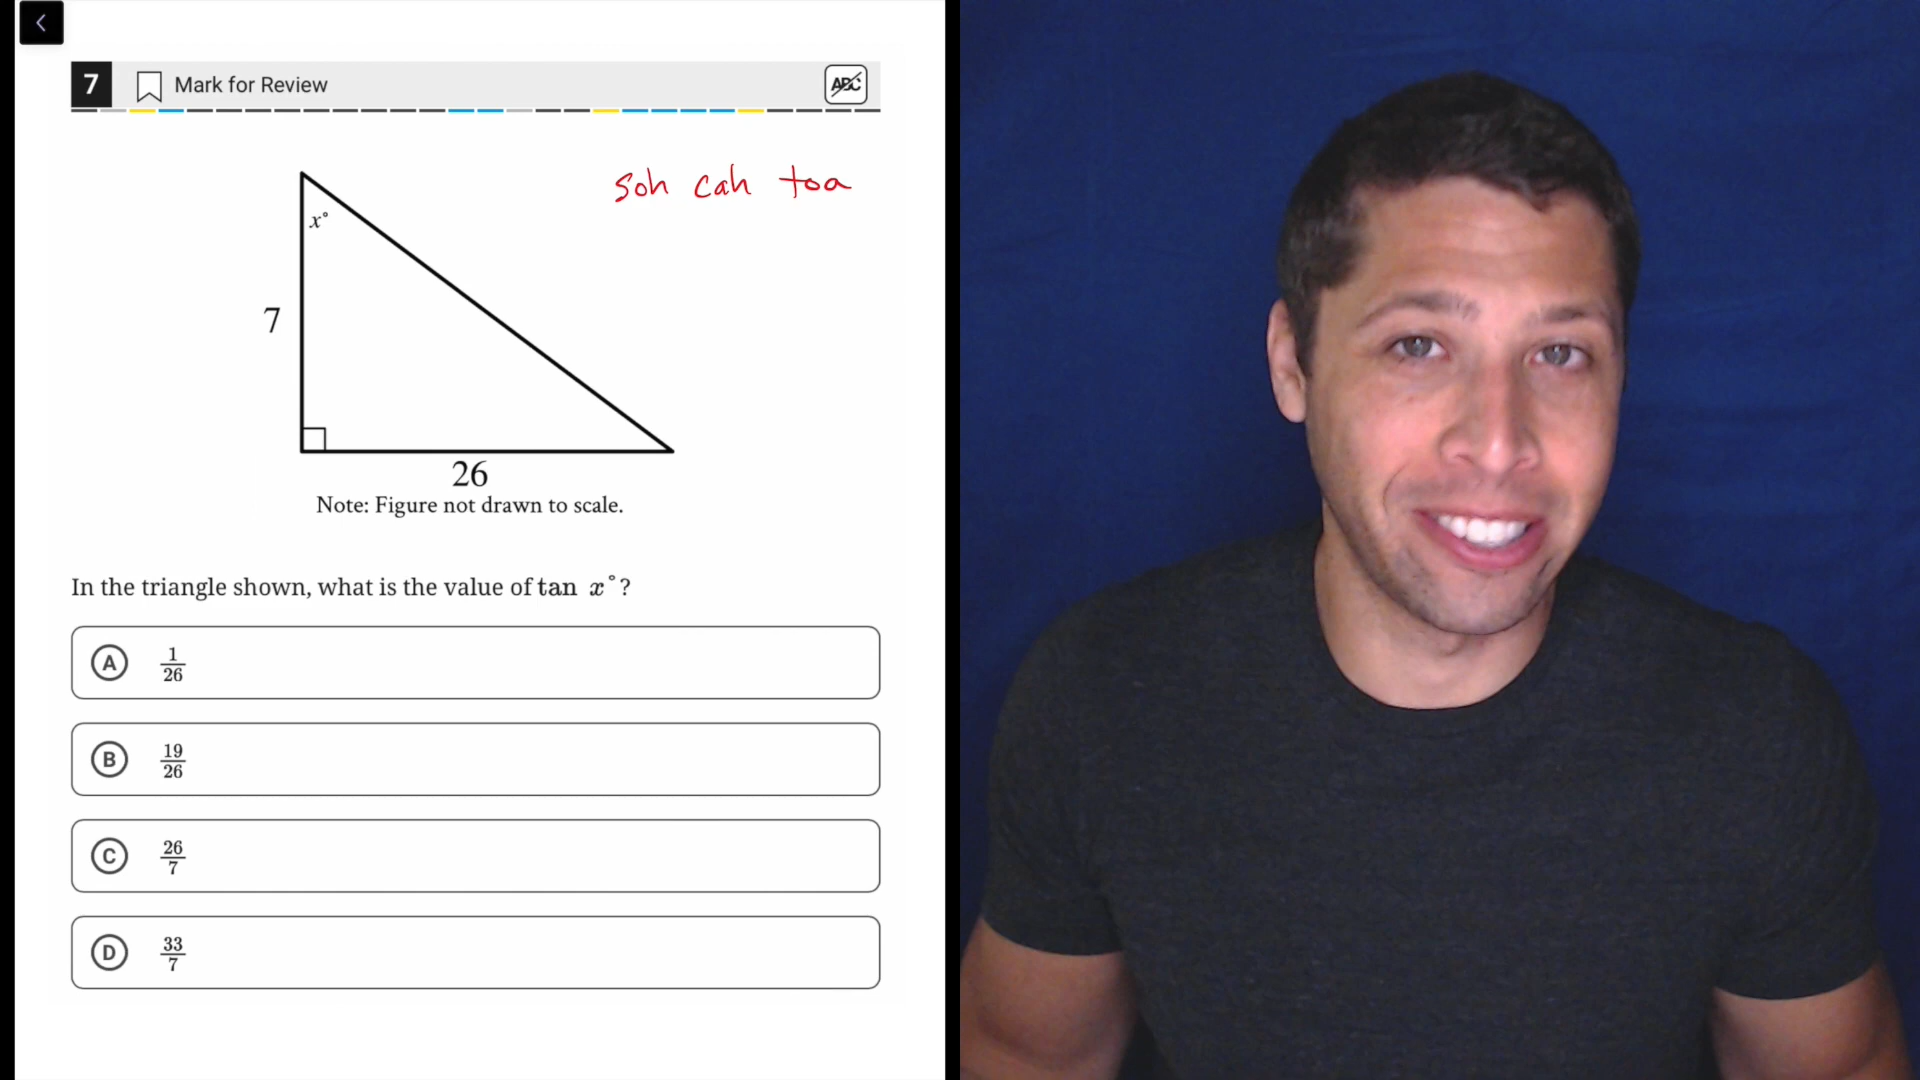 7 Mark for Review ABC
soh cah toa
x°
7
26
Note: Figure not drawn to scale.
In the triangle shown, what is the value of tan x°?
A 1/26
B 19/26
C 26/7
D 33/7